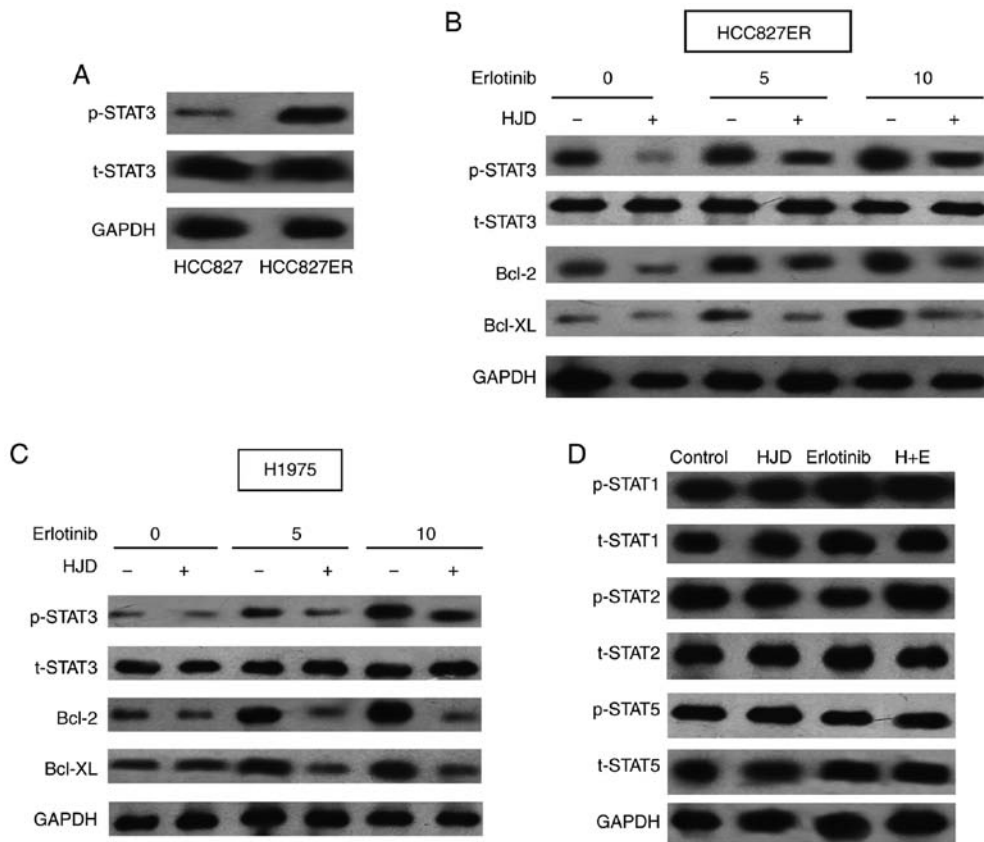 A
p-STAT3
t-STAT3
GAPDH
HCC827 HCC827ER
B
HCC827ER
Erlotinib 0 5 10
HJD − + − + − +
p-STAT3
t-STAT3
Bcl-2
Bcl-XL
GAPDH
C
H1975
Erlotinib 0 5 10
HJD − + − + − +
p-STAT3
t-STAT3
Bcl-2
Bcl-XL
GAPDH
D
Control HJD Erlotinib H+E
p-STAT1
t-STAT1
p-STAT2
t-STAT2
p-STAT5
t-STAT5
GAPDH